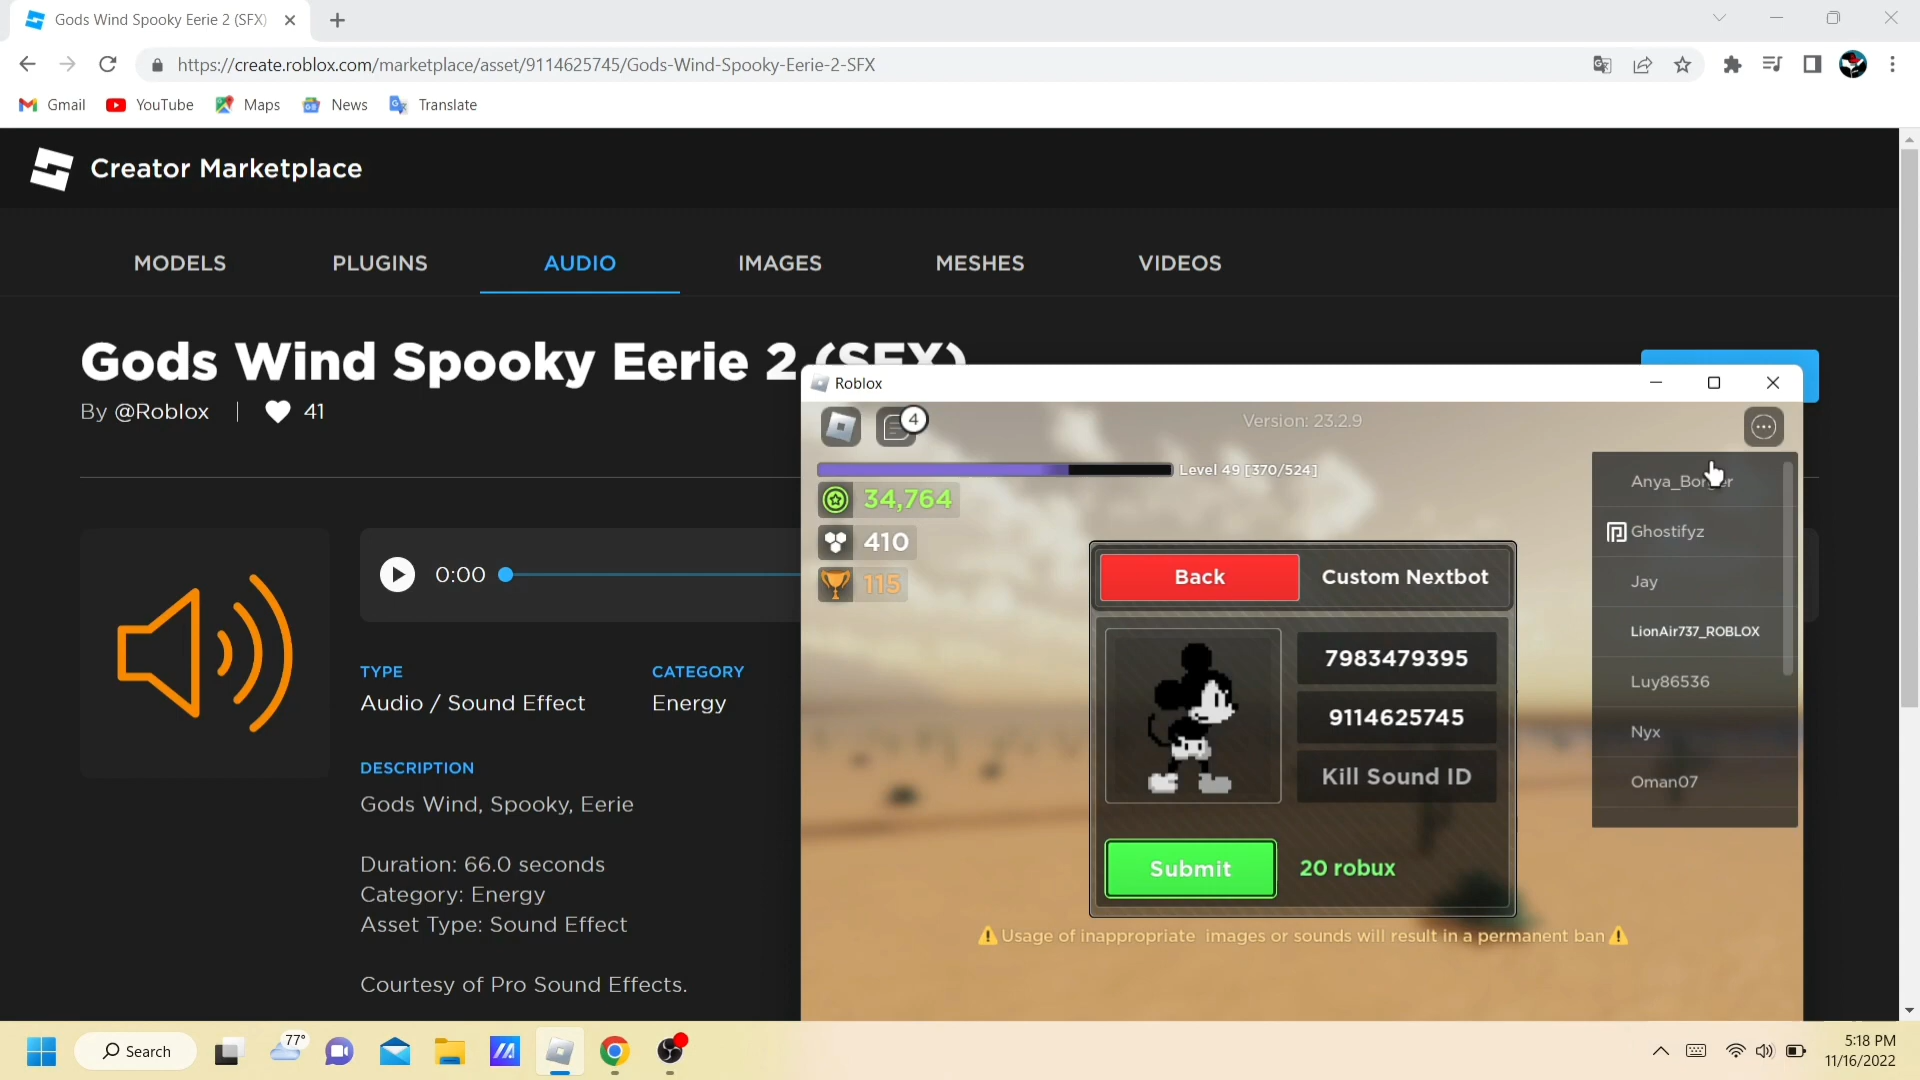 Gods Wind Spooky Eerie 2 (SFX)
https://create.roblox.com/marketplace/asset/9114625745/Gods-Wind-Spooky-Eerie-2-SFX
Gmail YouTube Maps News Translate
Creator Marketplace
MODELS PLUGINS AUDIO IMAGES MESHES VIDEOS
Gods Wind Spooky Eerie 2 (SFX)
By @Roblox | 41
0:00
TYPE
Audio / Sound Effect
CATEGORY
Energy
DESCRIPTION
Gods Wind, Spooky, Eerie
Duration: 66.0 seconds
Category: Energy
Asset Type: Sound Effect
Courtesy of Pro Sound Effects.
Roblox
4
Version: 23.2.9
Level 49 [370/524]
34,764
410
115
Back Custom Nextbot
7983479395
9114625745
Kill Sound ID
Submit 20 robux
⚠Usage of inappropriate images or sounds will result in a permanent ban⚠
Ghostifyz
Jay
LionAir737_ROBLOX
Luy86536
Nyx
Oman07
Search
77°
5:18 PM
11/16/2022